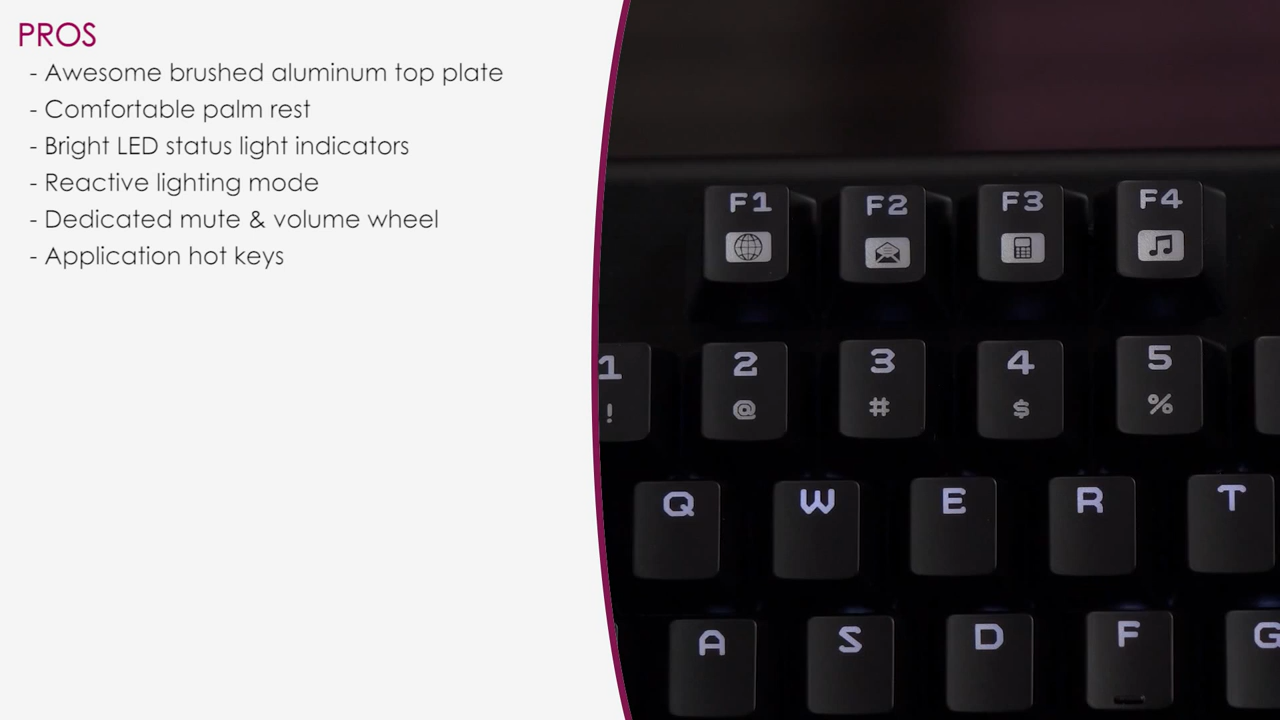 PROS
- Awesome brushed aluminum top plate
- Comfortable palm rest
- Bright LED status light indicators
- Reactive lighting mode
- Dedicated mute & volume wheel
- Application hot keys
F1 F2 F3 F4
1 2 3 4 5
! @ # $ %
Q W E R T
A S D F G